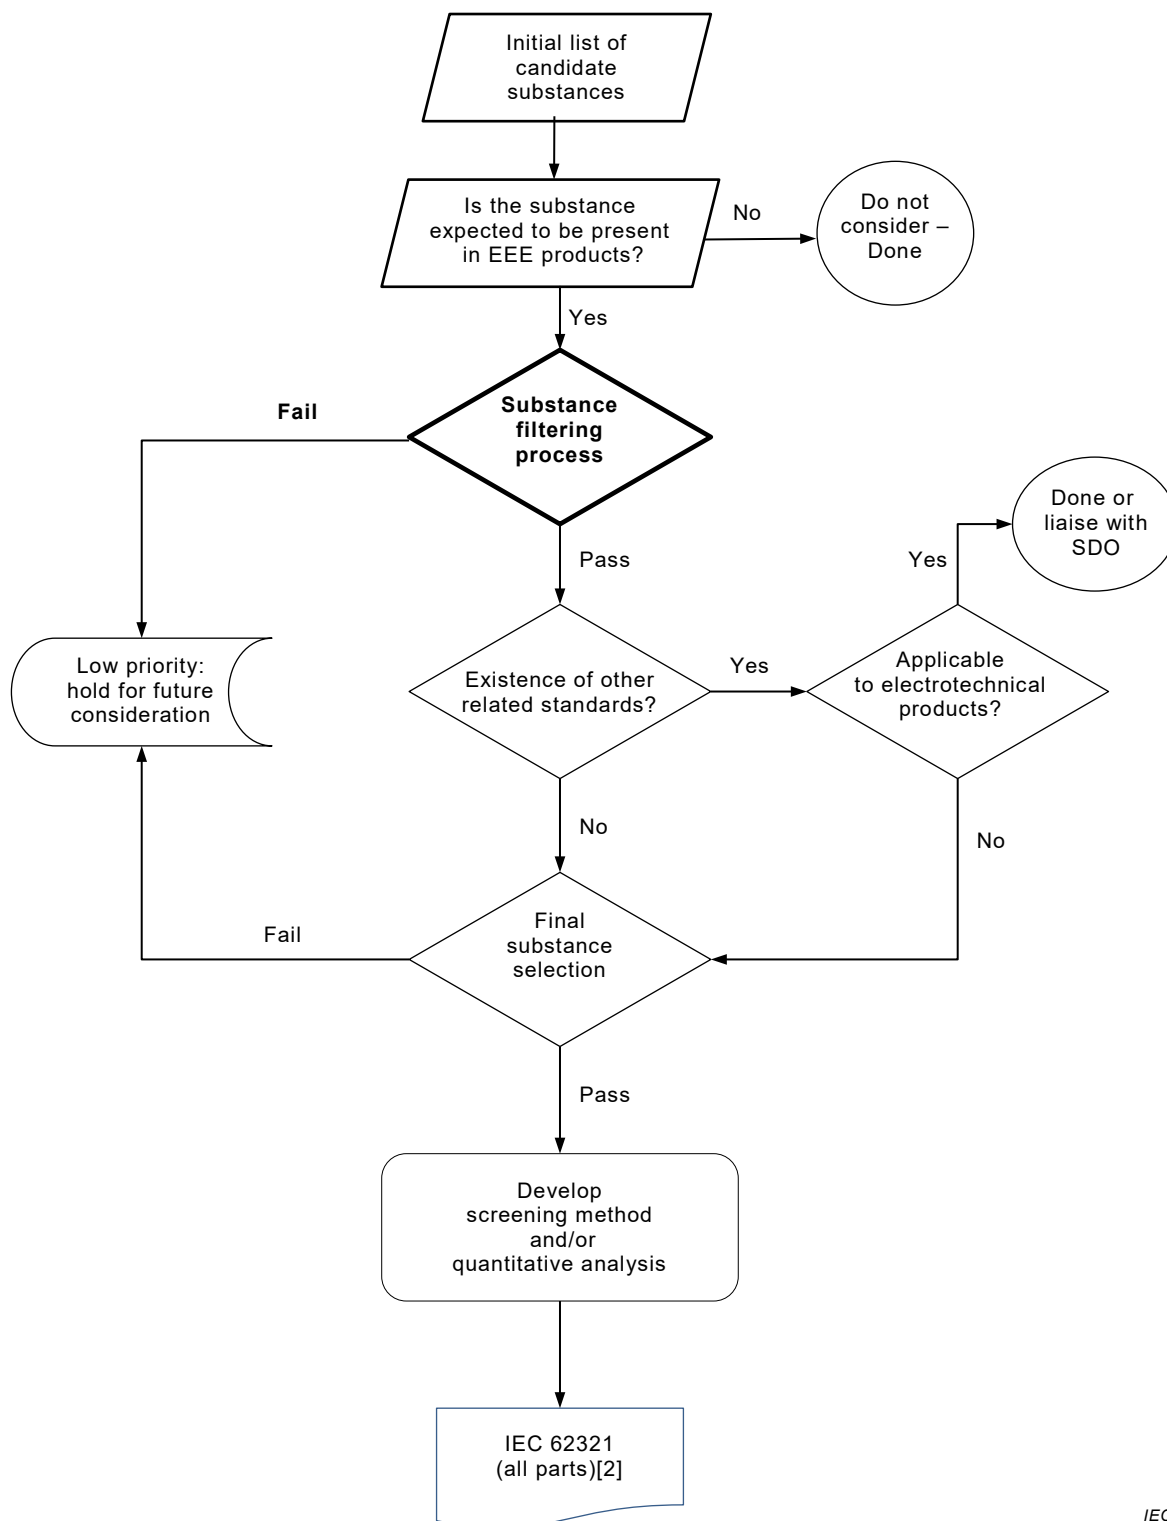 Initial list of
candidate
substances
Is the substance
expected to be present
in EEE products?
No
Do not
consider –
Done
Yes
Substance
filtering
process
Fail
Pass
Done or
liaise with
SDO
Yes
Low priority:
hold for future
consideration
Existence of other
related standards?
Yes
Applicable
to electrotechnical
products?
No
No
Final
substance
selection
Fail
Pass
Develop
screening method
and/or
quantitative analysis
IEC 62321
(all parts)[2]
IEC